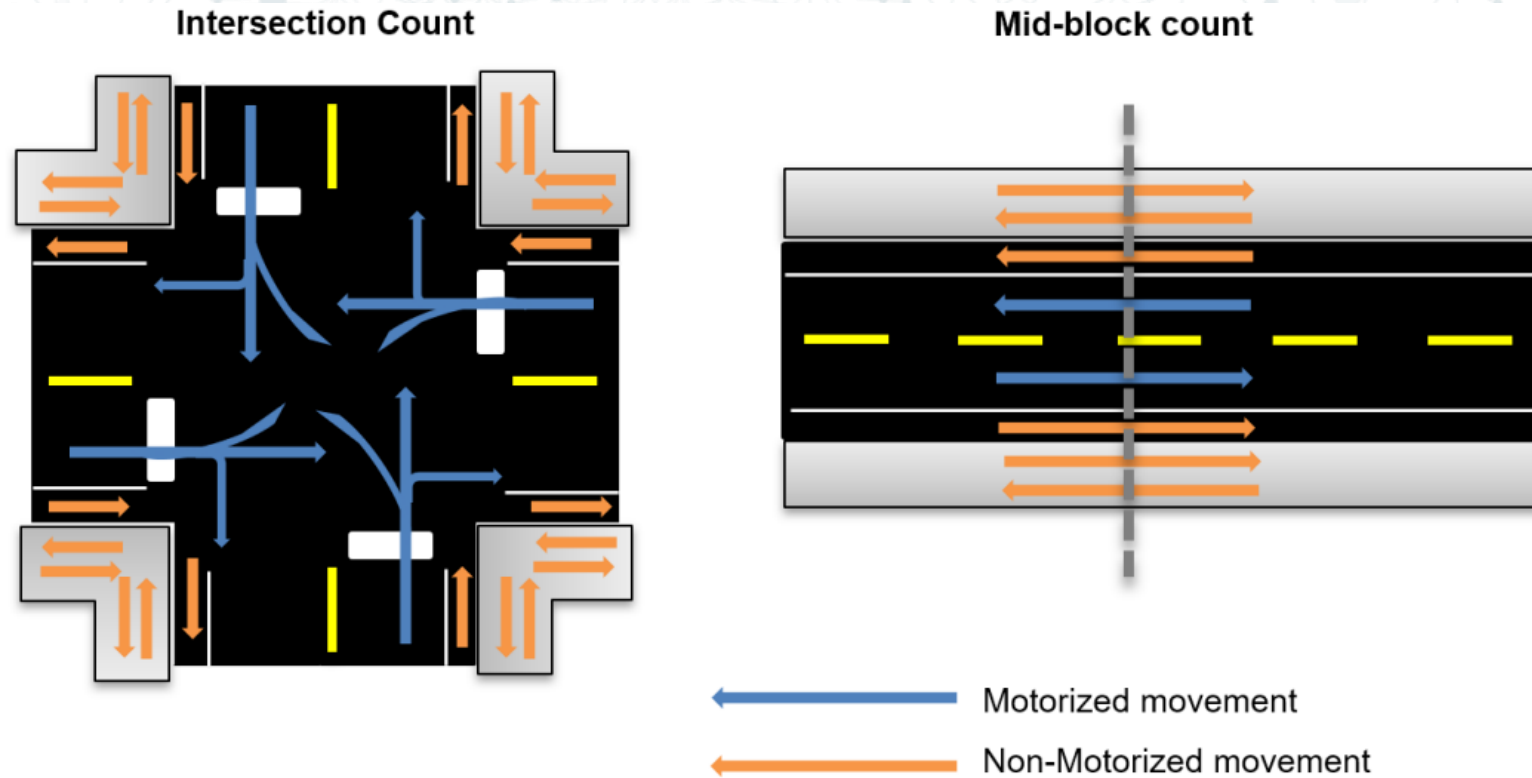 Intersection Count
Mid-block count
Motorized movement
Non-Motorized movement